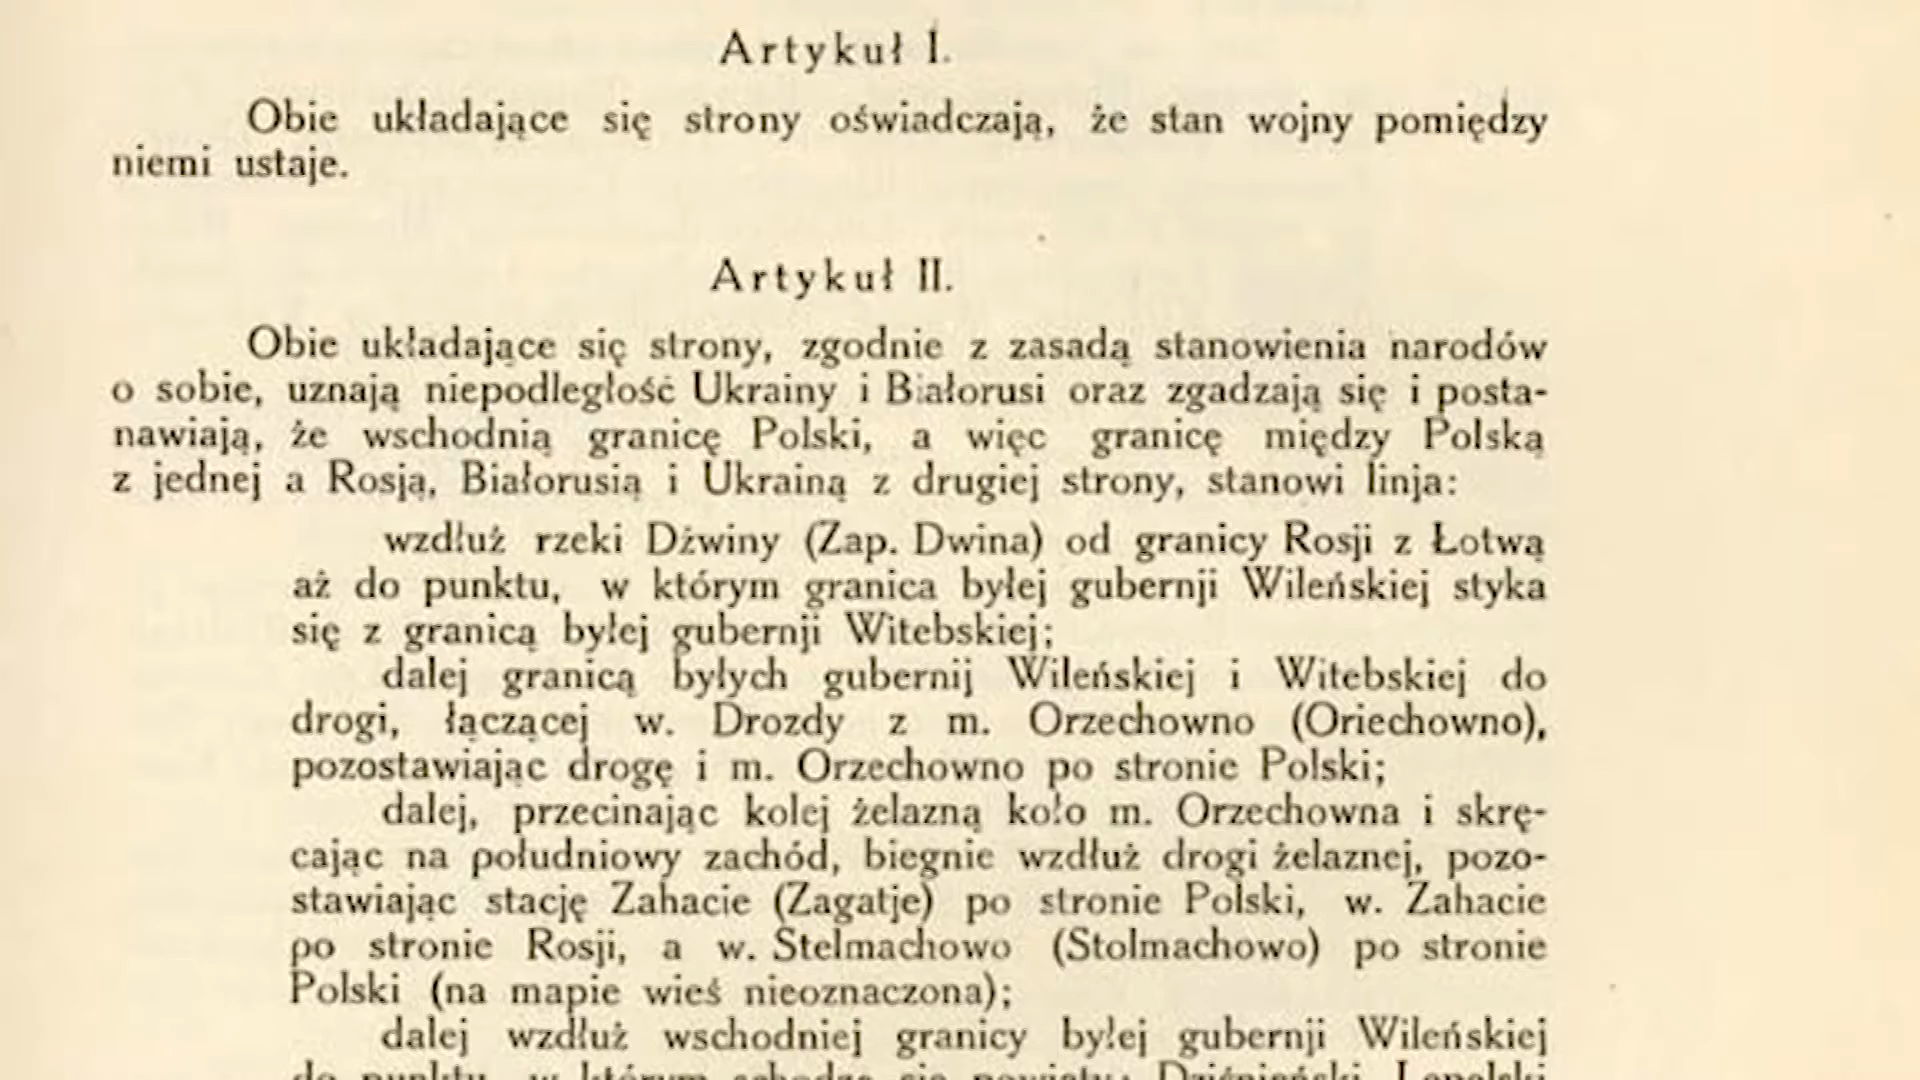 Artykuł I.
Obie układające się strony oświadczają, że stan wojny pomiędzy
niemi ustaje.
Artykuł II.
Obie układające się strony, zgodnie z zasadą stanowienia narodów
o sobie, uznają niepodległość Ukrainy i Białorusi oraz zgadzają się i posta-
nawiają, że wschodnią granicę Polski, a więc granicę między Polską
z jednej a Rosją, Białorusią i Ukrainą z drugiej strony, stanowi linja:
wzdłuż rzeki Dźwiny (Zap. Dwina) od granicy Rosji z Łotwą
aż do punktu, w którym granica byłej gubernji Wileńskiej styka
się z granicą byłej gubernji Witebskiej;
dalej granicą byłych gubernij Wileńskiej i Witebskiej do
drogi, łączącej w. Drozdy z m. Orzechowno (Oriechowno),
pozostawiając drogę i m. Orzechowno po stronie Polski;
dalej, przecinając kolej żelazną koło m. Orzechowna i skrę-
cając na południowy zachód, biegnie wzdłuż drogi żelaznej, pozo-
stawiając stację Zahacie (Zagatje) po stronie Polski, w. Zahacie
po stronie Rosji, a w. Stelmachowo (Stolmachowo) po stronie
Polski (na mapie wieś nieoznaczona);
dalej wzdłuż wschodniej granicy byłej gubernji Wileńskiej
do punktu, w którym schodzą się powiaty: Dziśnieński, Lepelski